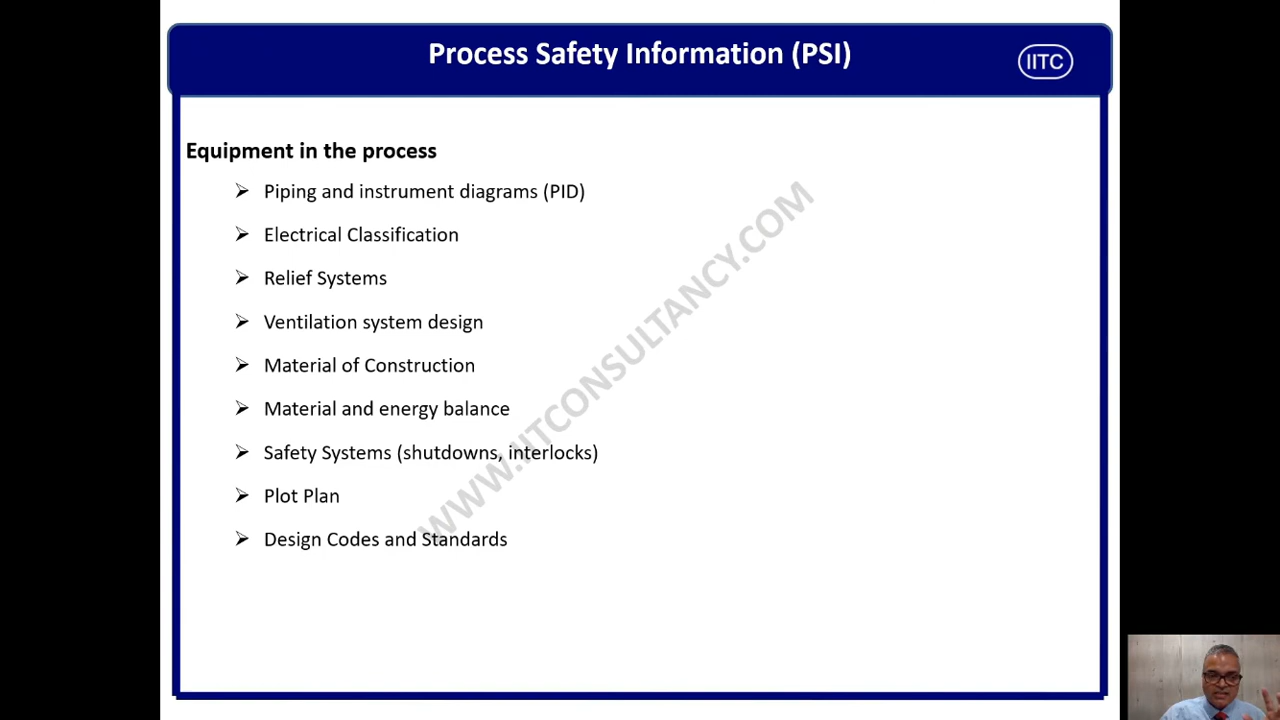 Process Safety Information (PSI)
IITC
Equipment in the process
Piping and instrument diagrams (PID)
Electrical Classification
Relief Systems
Ventilation system design
Material of Construction
Material and energy balance
Safety Systems (shutdowns, interlocks)
Plot Plan
Design Codes and Standards
WWW.IITCONSULTANCY.COM